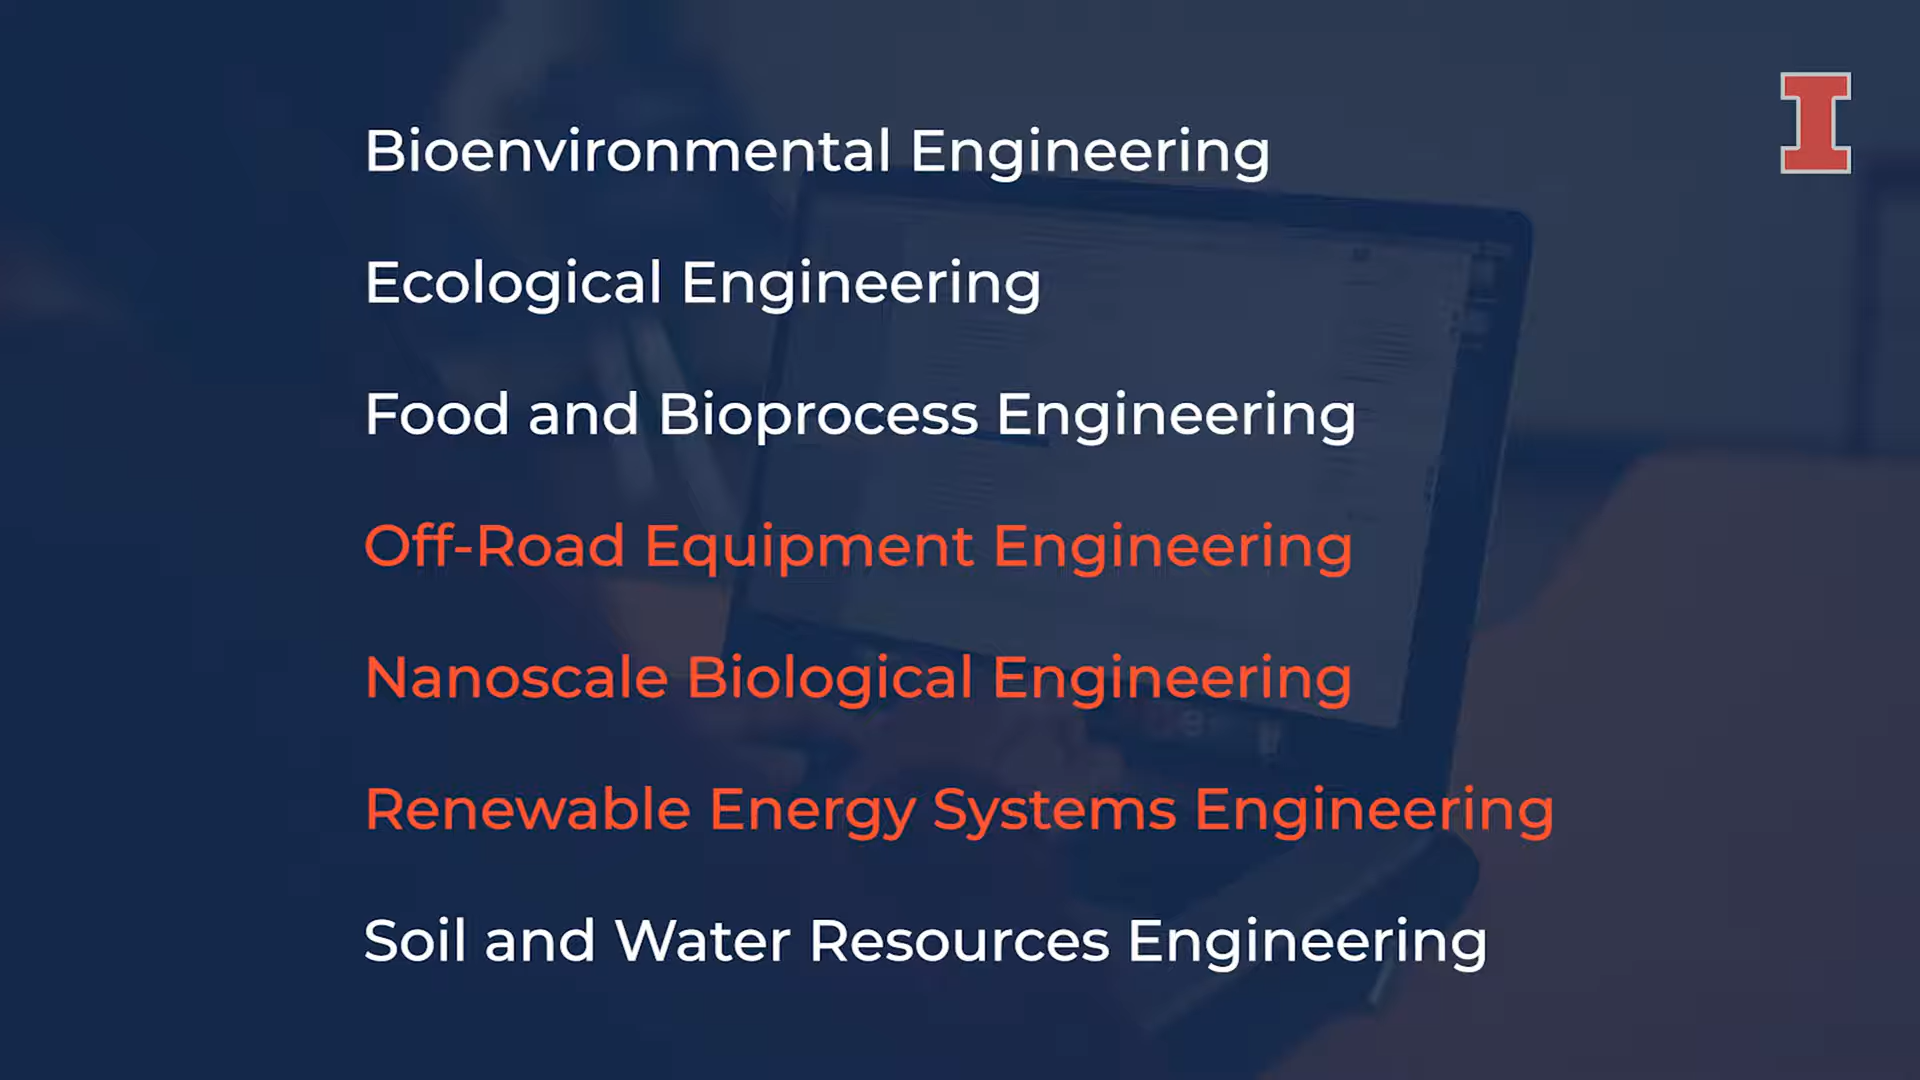 Bioenvironmental Engineering
Ecological Engineering
Food and Bioprocess Engineering
Off-Road Equipment Engineering
Nanoscale Biological Engineering
Renewable Energy Systems Engineering
Soil and Water Resources Engineering
I